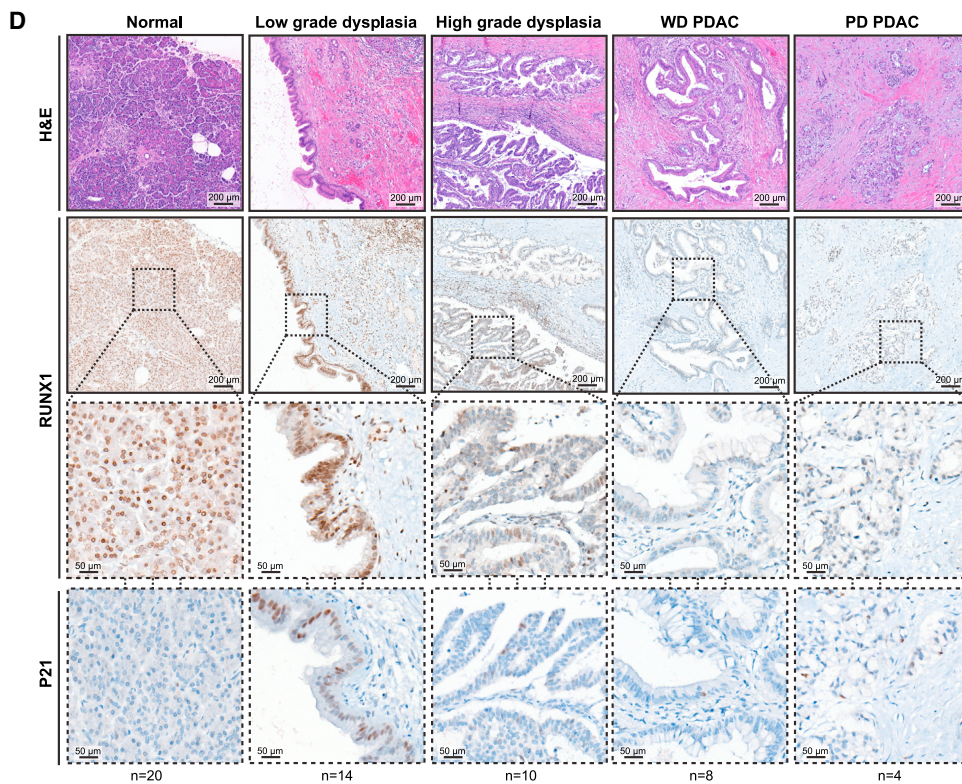 D
Normal
Low grade dysplasia
High grade dysplasia
WD PDAC
PD PDAC
H&E
200 µm
200 µm
200 µm
200 µm
200 µm
RUNX1
200 µm
200 µm
200 µm
200 µm
200 µm
50 µm
50 µm
50 µm
50 µm
50 µm
P21
50 µm
50 µm
50 µm
50 µm
50 µm
n=20
n=14
n=10
n=8
n=4